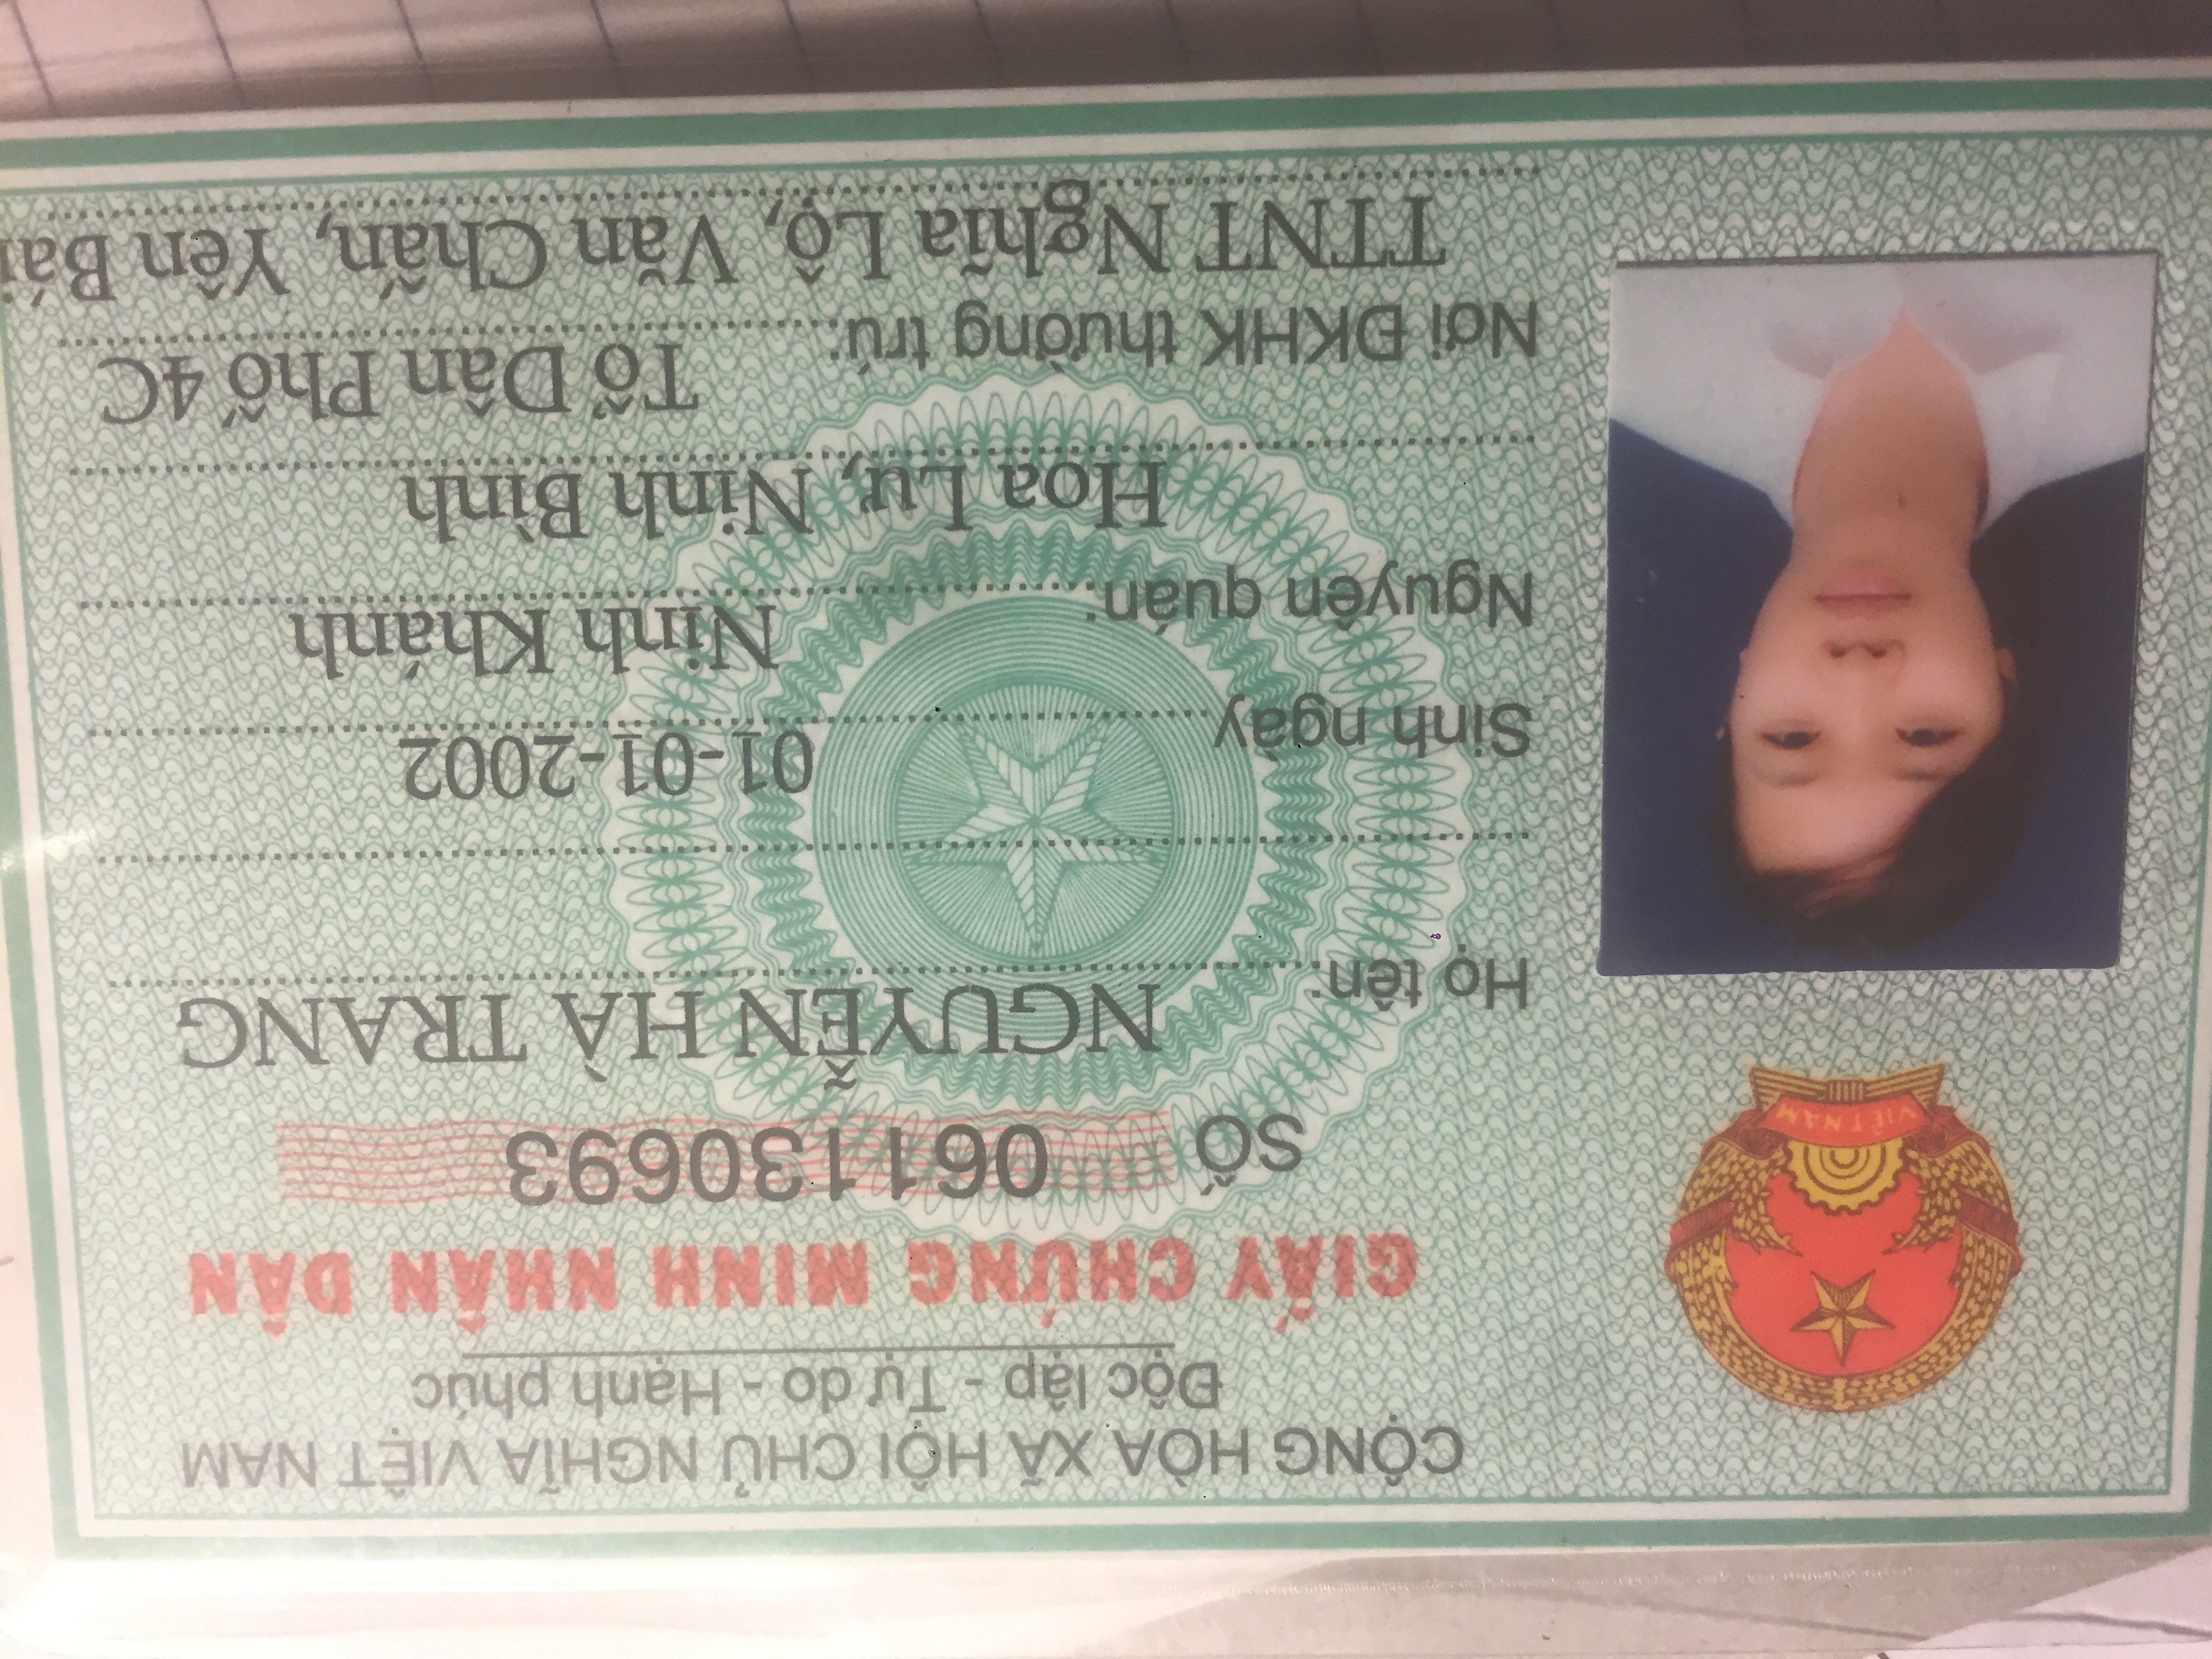 CỘNG HÒA XÃ HỘI CHỦ NGHĨA VIỆT NAM
Độc lập - Tự do - Hạnh phúc
GIẤY CHỨNG MINH NHÂN DÂN
SỐ 061130693
Họ tên: NGUYỄN HÀ TRANG
Sinh ngày 01-01-2002
Nguyên quán: Ninh Khánh
Hoa Lư, Ninh Bình
Nơi ĐKHK thường trú: Tổ Dân Phố 4C
TTNT Nghĩa Lộ, Văn Chấn, Yên Bái
VIỆT NAM